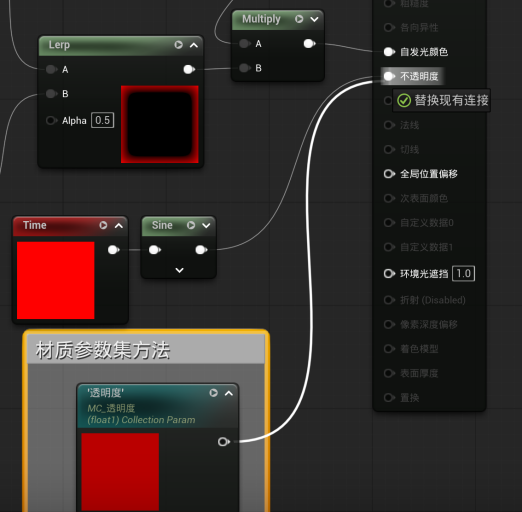 粗糙度
Multiply
各向异性
Lerp
A
自发光颜色
A
B
不透明度
B
替换现有连接
Alpha 0.5
法线
切线
全局位置偏移
次表面颜色
Time
Sine
自定义数据0
自定义数据1
环境光遮挡 1.0
折射 (Disabled)
像素深度偏移
材质参数集方法
着色模型
表面厚度
'透明度'
置换
MC_透明度
(float1) Collection Param